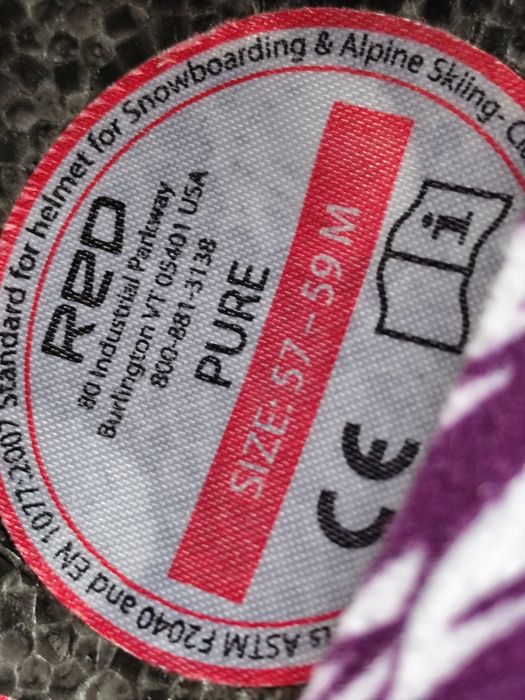 ASTM F2040 and EN 1077:2007 Standard for helmet for Snowboarding & Alpine Skiing-
RED
80 Industrial Parkway
Burlington VT 05401 USA
800-881-3138
PURE
SIZE: 57 – 59 M
i
CE